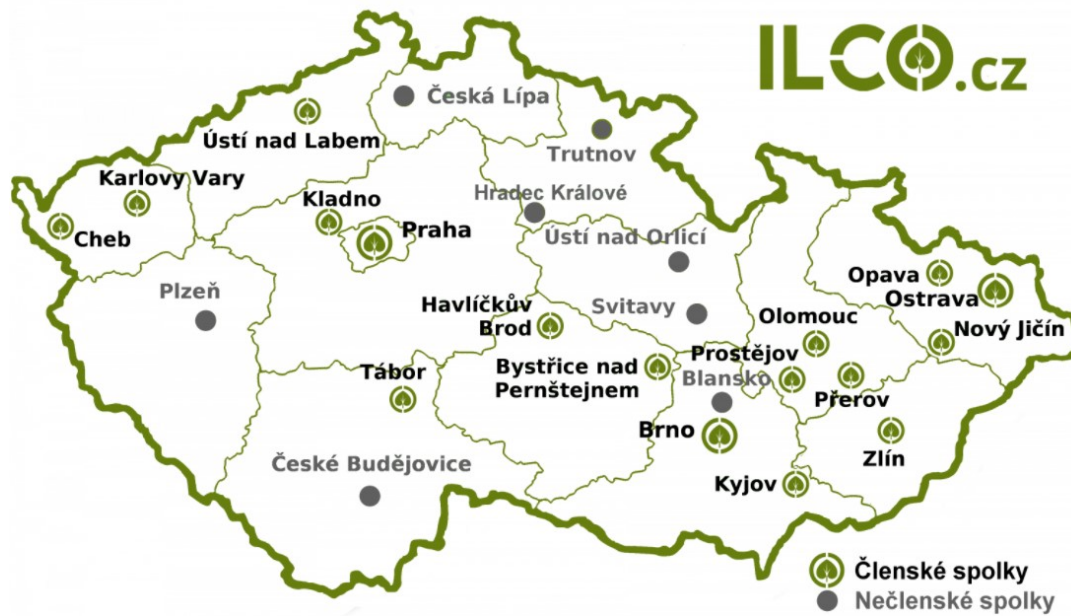 ILCO.cz
Česká Lípa
Ústí nad Labem
Trutnov
Karlovy Vary
Hradec Králové
Kladno
Cheb
Praha
Ústí nad Orlicí
Plzeň
Opava
Ostrava
Havlíčkův
Brod
Svitavy
Olomouc
Nový Jičín
Bystřice nad
Pernštejnem
Prostějov
Blansko
Tábor
Přerov
Brno
Zlín
České Budějovice
Kyjov
Členské spolky
Nečlenské spolky